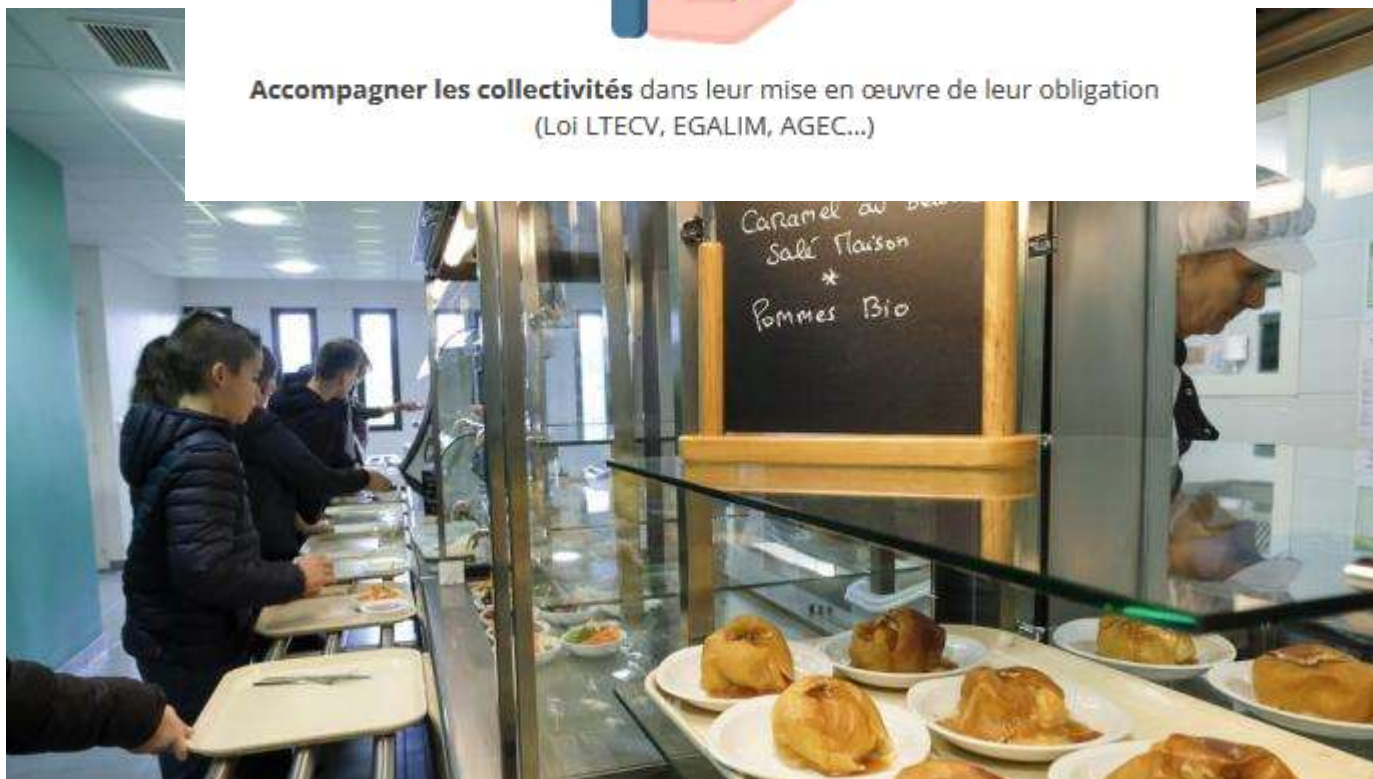 Accompagner les collectivités dans leur mise en œuvre de leur obligation
(Loi LTECV, EGALIM, AGEC...)
Caramel au
Salé Maison
*
Pommes Bio